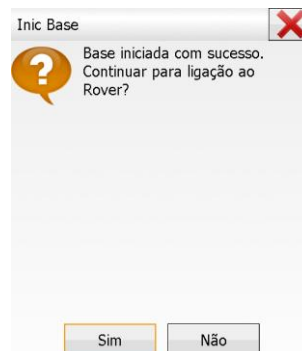 Inic Base
Base iniciada com sucesso.
Continuar para ligação ao
Rover?
Sim
Não